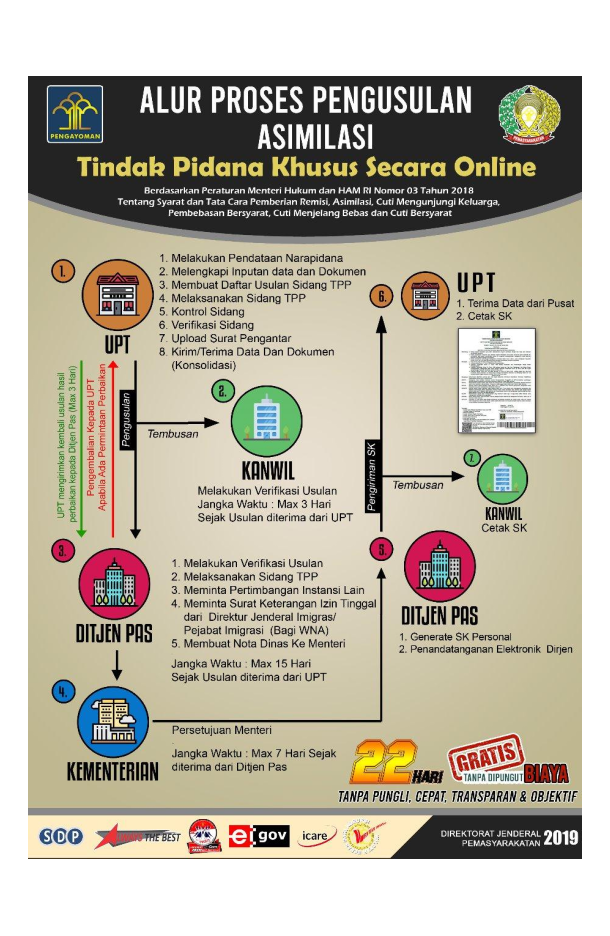 PENGAYOMAN
ALUR PROSES PENGUSULAN
ASIMILASI
PEMASYARAKATAN
Tindak Pidana Khusus Secara Online
Berdasarkan Peraturan Menteri Hukum dan HAM RI Nomor 03 Tahun 2018
Tentang Syarat dan Tata Cara Pemberian Remisi, Asimilasi, Cuti Mengunjungi Keluarga,
Pembebasan Bersyarat, Cuti Menjelang Bebas dan Cuti Bersyarat
1.
UPT
1. Melakukan Pendataan Narapidana
2. Melengkapi Inputan data dan Dokumen
3. Membuat Daftar Usulan Sidang TPP
4. Melaksanakan Sidang TPP
5. Kontrol Sidang
6. Verifikasi Sidang
7. Upload Surat Pengantar
8. Kirim/Terima Data Dan Dokumen
(Konsolidasi)
6.
UPT
1. Terima Data dari Pusat
2. Cetak SK
UPT mengirimkan kembali usulan hasil
perbaikan kepada Ditjen Pas (Max 3 Hari)
Pengembalian Kepada UPT
Apabila Ada Permintaan Perbaikan
Pengusulan
Tembusan
2.
KANWIL
Melakukan Verifikasi Usulan
Jangka Waktu : Max 3 Hari
Sejak Usulan diterima dari UPT
Pengiriman SK
Tembusan
7.
KANWIL
Cetak SK
3.
DITJEN PAS
1. Melakukan Verifikasi Usulan
2. Melaksanakan Sidang TPP
3. Meminta Pertimbangan Instansi Lain
4. Meminta Surat Keterangan Izin Tinggal
dari Direktur Jenderal Imigras/
Pejabat Imigrasi (Bagi WNA)
5. Membuat Nota Dinas Ke Menteri
Jangka Waktu : Max 15 Hari
Sejak Usulan diterima dari UPT
5.
DITJEN PAS
1. Generate SK Personal
2. Penandatanganan Elektronik Dirjen
4.
KEMENTERIAN
Persetujuan Menteri
Jangka Waktu : Max 7 Hari Sejak
diterima dari Ditjen Pas
22 HARI
GRATIS
TANPA DIPUNGUT BIAYA
TANPA PUNGLI, CEPAT, TRANSPARAN & OBJEKTIF
SDP
THE BEST
e-gov
icare
DIREKTORAT JENDERAL
PEMASYARAKATAN 2019